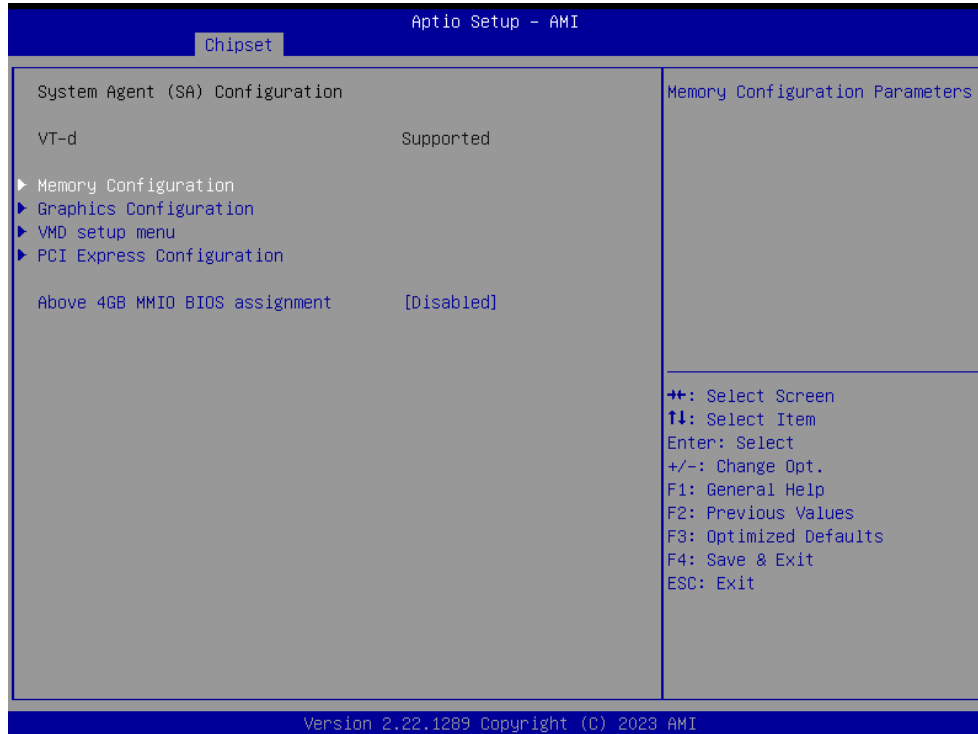 Aptio Setup – AMI
Chipset
System Agent (SA) Configuration
VT-d Supported
Memory Configuration
Graphics Configuration
VMD setup menu
PCI Express Configuration
Above 4GB MMIO BIOS assignment [Disabled]
Memory Configuration Parameters
→←: Select Screen
↑↓: Select Item
Enter: Select
+/-: Change Opt.
F1: General Help
F2: Previous Values
F3: Optimized Defaults
F4: Save & Exit
ESC: Exit
Version 2.22.1289 Copyright (C) 2023 AMI